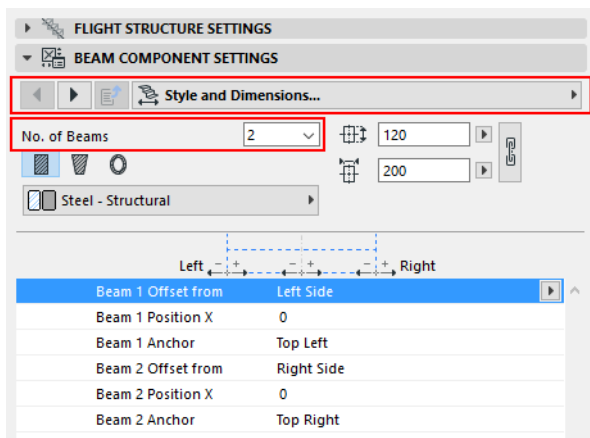 FLIGHT STRUCTURE SETTINGS
BEAM COMPONENT SETTINGS
Style and Dimensions...
No. of Beams 2 120
200
Steel - Structural
Left - + - + - + Right
Beam 1 Offset from Left Side
Beam 1 Position X 0
Beam 1 Anchor Top Left
Beam 2 Offset from Right Side
Beam 2 Position X 0
Beam 2 Anchor Top Right